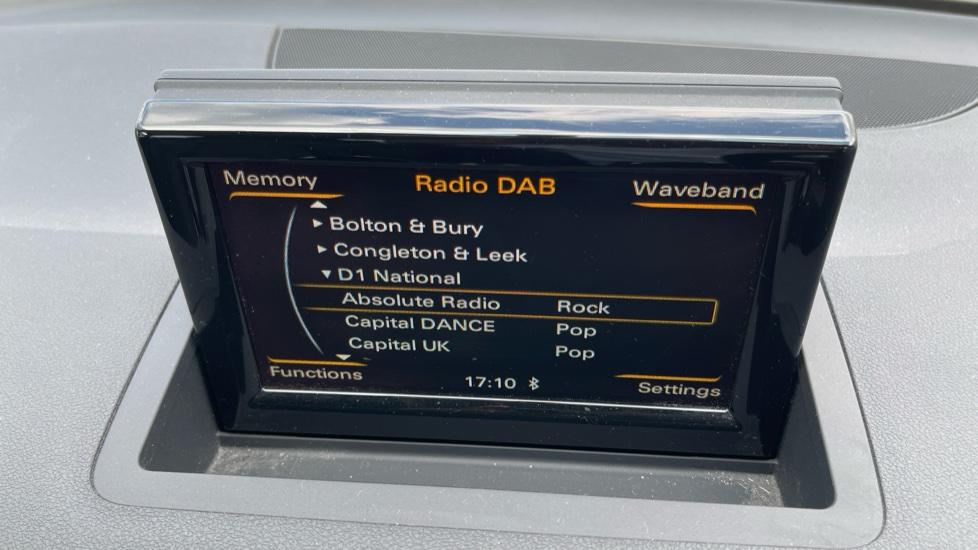 Memory Radio DAB Waveband
Bolton & Bury
Congleton & Leek
D1 National
Absolute Radio Rock
Capital DANCE Pop
Capital UK Pop
Functions 17:10 Settings